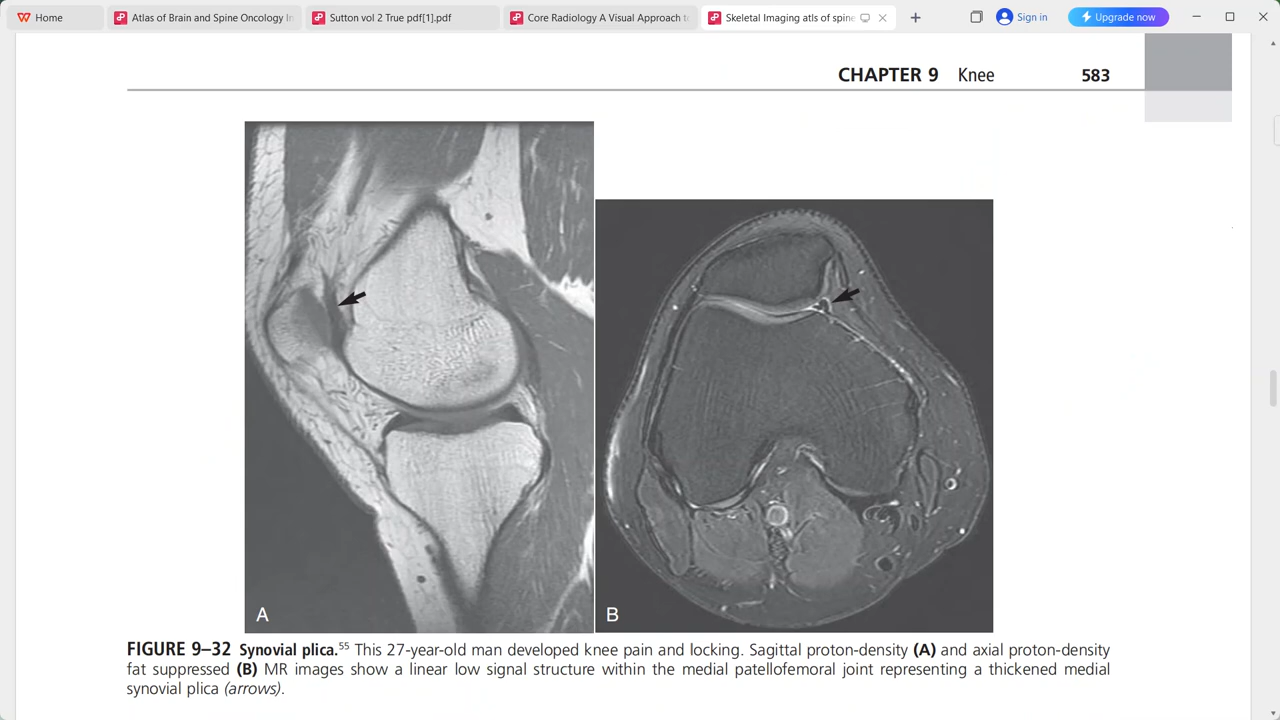 Home
Atlas of Brain and Spine Oncology
Sutton vol 2 True pdf[1].pdf
Core Radiology A Visual Approach
Skeletal Imaging atls of spine
Sign in
Upgrade now
CHAPTER 9 Knee 583
A
B
FIGURE 9–32 Synovial plica.55 This 27-year-old man developed knee pain and locking. Sagittal proton-density (A) and axial proton-density
fat suppressed (B) MR images show a linear low signal structure within the medial patellofemoral joint representing a thickened medial
synovial plica (arrows).